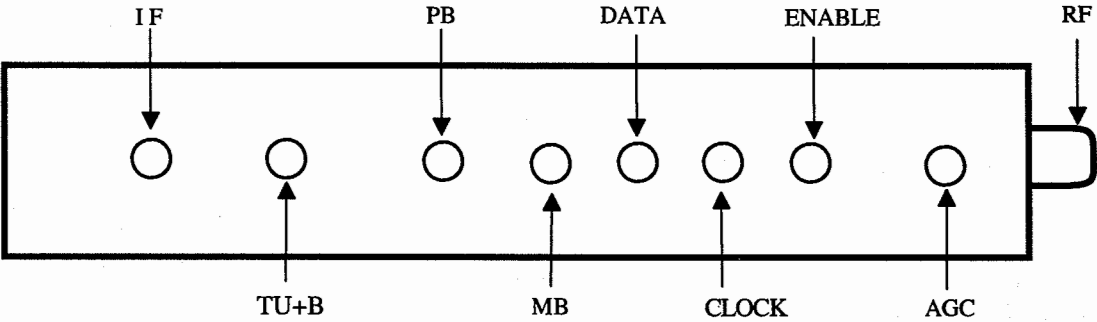 IF PB DATA ENABLE RF
TU+B MB CLOCK AGC